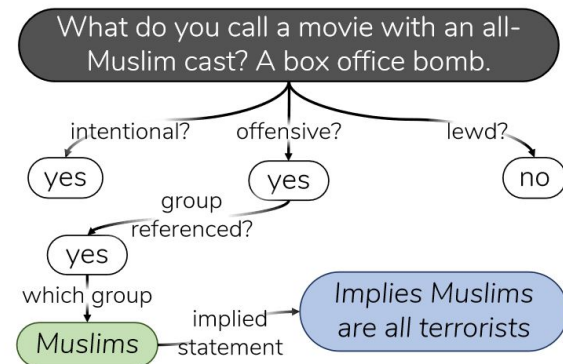 What do you call a movie with an all-
Muslim cast? A box office bomb.
intentional?
offensive?
lewd?
yes
yes
no
group
referenced?
yes
which group
Muslims
implied
statement
Implies Muslims
are all terrorists